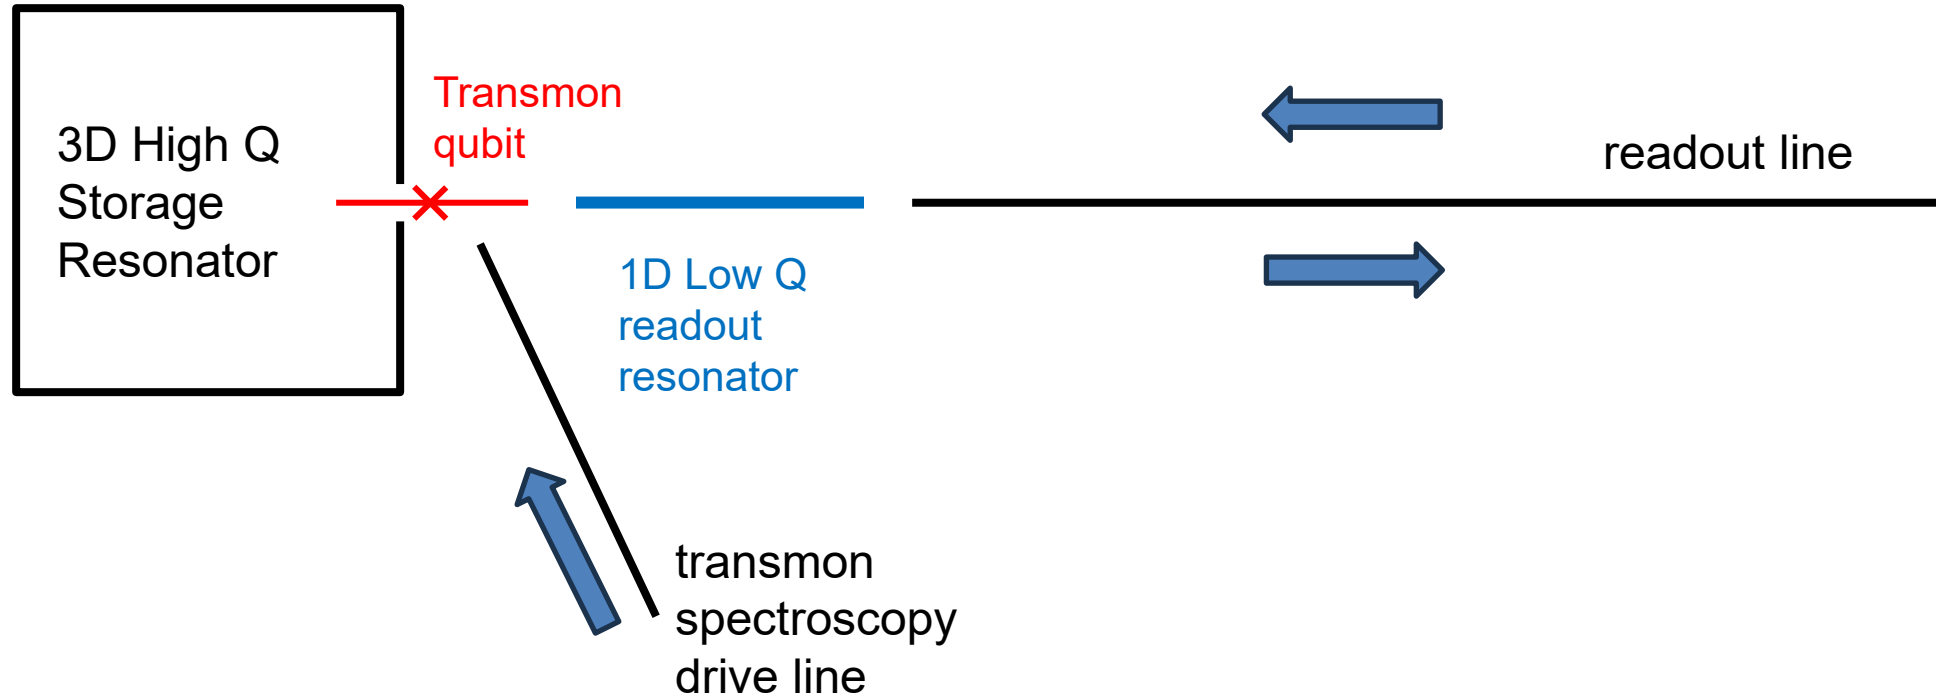 3D High Q
Storage
Resonator
Transmon
qubit
1D Low Q
readout
resonator
readout line
transmon
spectroscopy
drive line